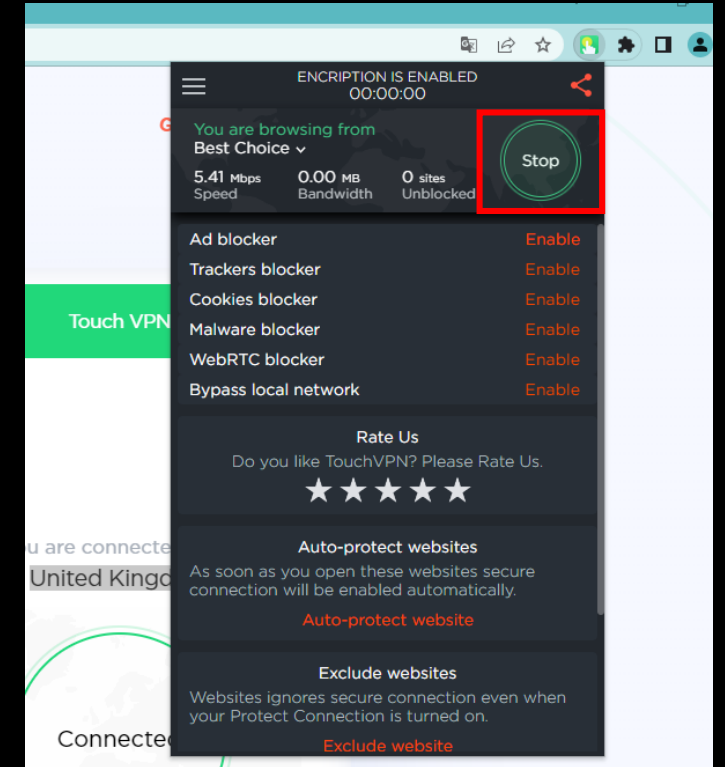 ENCRIPTION IS ENABLED
00:00:00
G
You are browsing from
Best Choice
5.41 Mbps 0.00 MB 0 sites
Speed Bandwidth Unblocked
Stop
Ad blocker Enable
Trackers blocker Enable
Cookies blocker Enable
Touch VPN
Malware blocker Enable
WebRTC blocker Enable
Bypass local network Enable
Rate Us
Do you like TouchVPN? Please Rate Us.
u are connecte
United Kingd
Auto-protect websites
As soon as you open these websites secure
connection will be enabled automatically.
Auto-protect website
Exclude websites
Websites ignores secure connection even when
your Protect Connection is turned on.
Exclude website
Connected